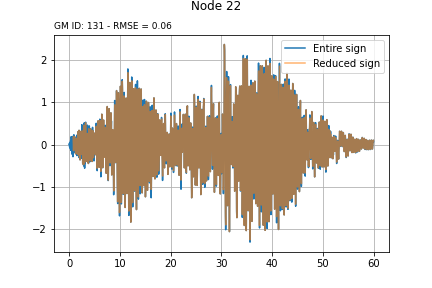 Node 22
GM ID: 131 - RMSE = 0.06
Entire sign
Reduced sign
2
1
0
−1
−2
0 10 20 30 40 50 60